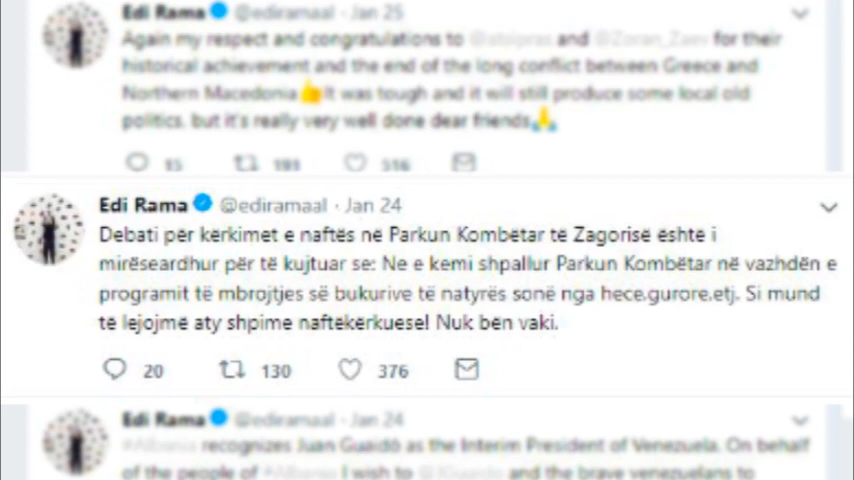 Edi Rama @ediramaal · Jan 25
Again my respect and congratulations to @atsipras and @Zoran_Zaev for their
historical achievement and the end of the long conflict between Greece and
Northern Macedonia 👍 It was tough and it will still produce some local old
politics, but it's really very well done dear friends 🙏
15 191 516
Edi Rama @ediramaal · Jan 24
Debati për kërkimet e naftës në Parkun Kombëtar të Zagorisë është i
mirëseardhur për të kujtuar se: Ne e kemi shpallur Parkun Kombëtar në vazhdën e
programit të mbrojtjes së bukurive të natyrës sonë nga hece.gurore.etj. Si mund
të lejojmë aty shpime naftëkërkuese! Nuk bën vaki.
20 130 376
Edi Rama @ediramaal · Jan 24
#Albania recognizes Juan Guaidò as the Interim President of Venezuela. On behalf
of the people of #Albania I wish to and the brave venezuelans to